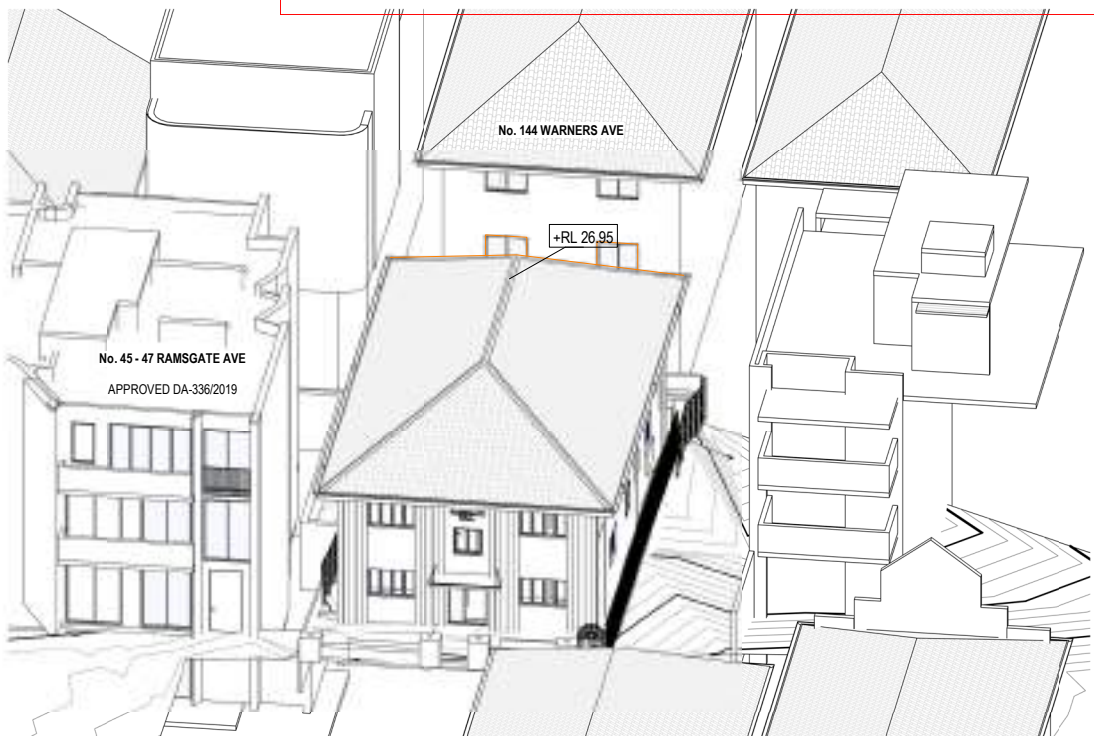 No. 144 WARNERS AVE
+RL 26.95
No. 45 - 47 RAMSGATE AVE
APPROVED DA-336/2019